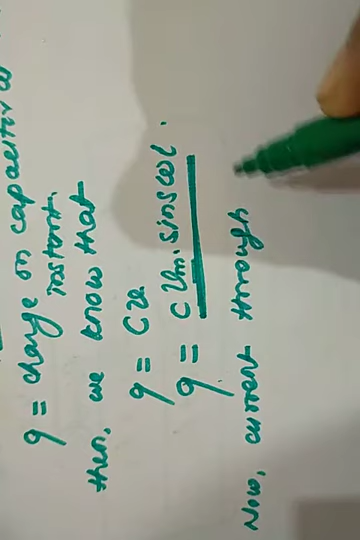 q = charge on capacitor at
instant.
then, we know that
q = CV.
q = C Vm. sinωt.
Now, current through